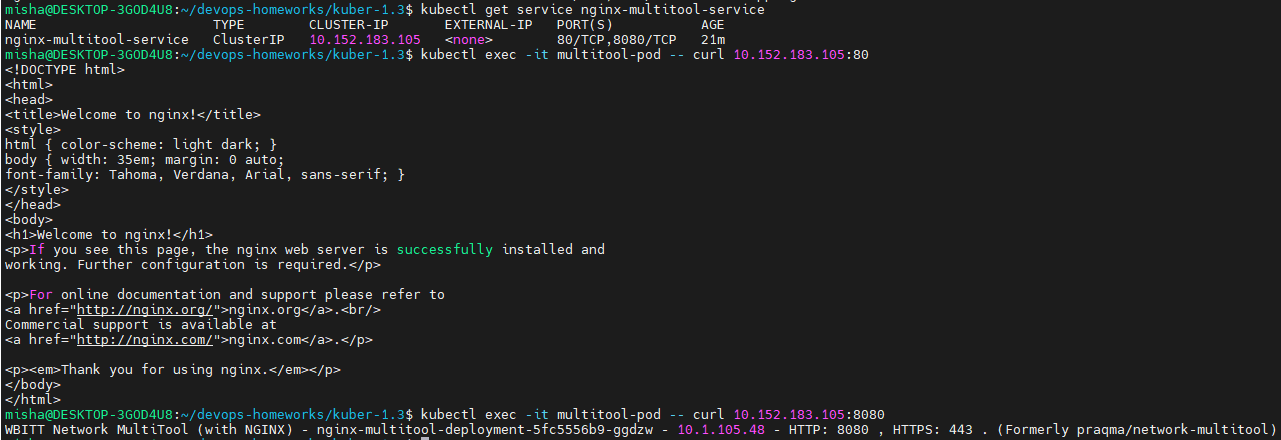 misha@DESKTOP-3GOD4U8:~/devops-homeworks/kuber-1.3$ kubectl get service nginx-multitool-service
NAME TYPE CLUSTER-IP EXTERNAL-IP PORT(S) AGE
nginx-multitool-service ClusterIP 10.152.183.105 <none> 80/TCP,8080/TCP 21m
misha@DESKTOP-3GOD4U8:~/devops-homeworks/kuber-1.3$ kubectl exec -it multitool-pod -- curl 10.152.183.105:80
<!DOCTYPE html>
<html>
<head>
<title>Welcome to nginx!</title>
<style>
html { color-scheme: light dark; }
body { width: 35em; margin: 0 auto;
font-family: Tahoma, Verdana, Arial, sans-serif; }
</style>
</head>
<body>
<h1>Welcome to nginx!</h1>
<p>If you see this page, the nginx web server is successfully installed and
working. Further configuration is required.</p>

<p>For online documentation and support please refer to
<a href="http://nginx.org/">nginx.org</a>.<br/>
Commercial support is available at
<a href="http://nginx.com/">nginx.com</a>.</p>

<p><em>Thank you for using nginx.</em></p>
</body>
</html>
misha@DESKTOP-3GOD4U8:~/devops-homeworks/kuber-1.3$ kubectl exec -it multitool-pod -- curl 10.152.183.105:8080
WBITT Network MultiTool (with NGINX) - nginx-multitool-deployment-5fc5556b9-ggdzw - 10.1.105.48 - HTTP: 8080 , HTTPS: 443 . (Formerly praqma/network-multitool)